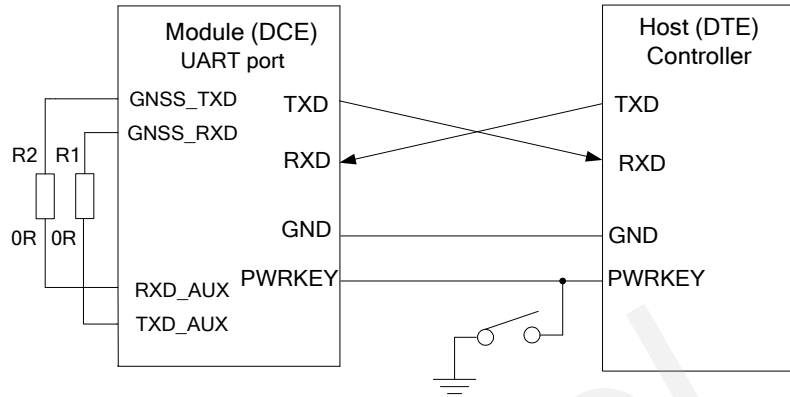 Module (DCE)
UART port
GNSS_TXD
GNSS_RXD
TXD
RXD
GND
PWRKEY
RXD_AUX
TXD_AUX
R2
R1
0R
0R
Host (DTE)
Controller
TXD
RXD
GND
PWRKEY